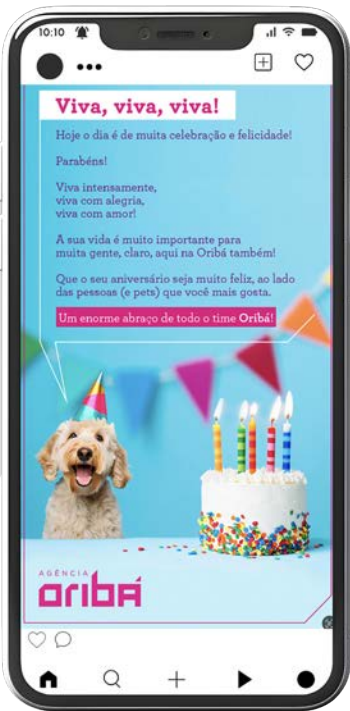 10:10
Viva, viva, viva!
Hoje o dia é de muita celebração e felicidade!
Parabéns!
Viva intensamente,
viva com alegria,
viva com amor!
A sua vida é muito importante para
muita gente, claro, aqui na Oribá também!
Que o seu aniversário seja muito feliz, ao lado
das pessoas (e pets) que você mais gosta.
Um enorme abraço de todo o time Oribá!
AGÊNCIA
oribá